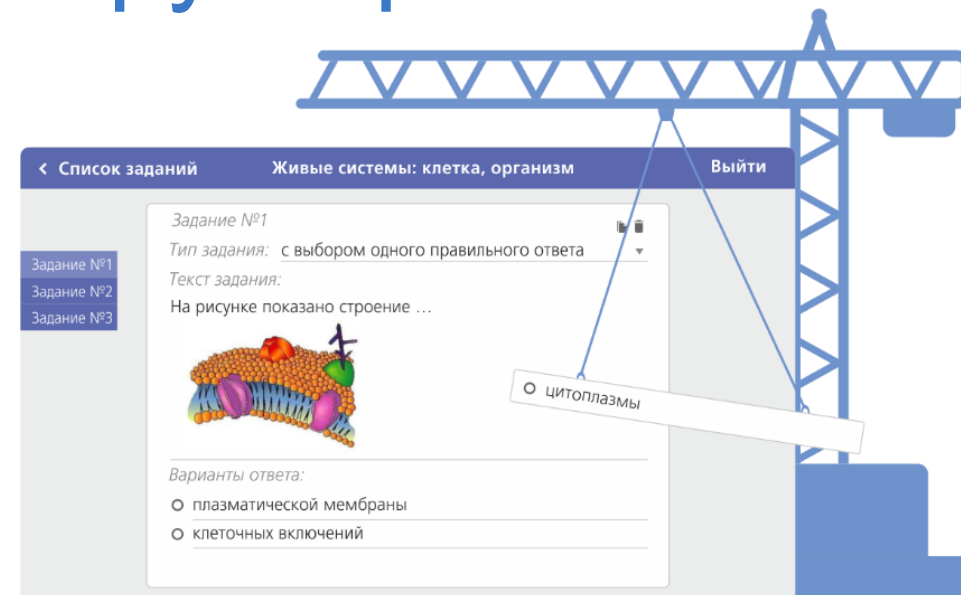 Список заданий
Живые системы: клетка, организм
Выйти
Задание №1
Задание №2
Задание №3
Задание №1
Тип задания: с выбором одного правильного ответа
Текст задания:
На рисунке показано строение ...
цитоплазмы
Варианты ответа:
плазматической мембраны
клеточных включений